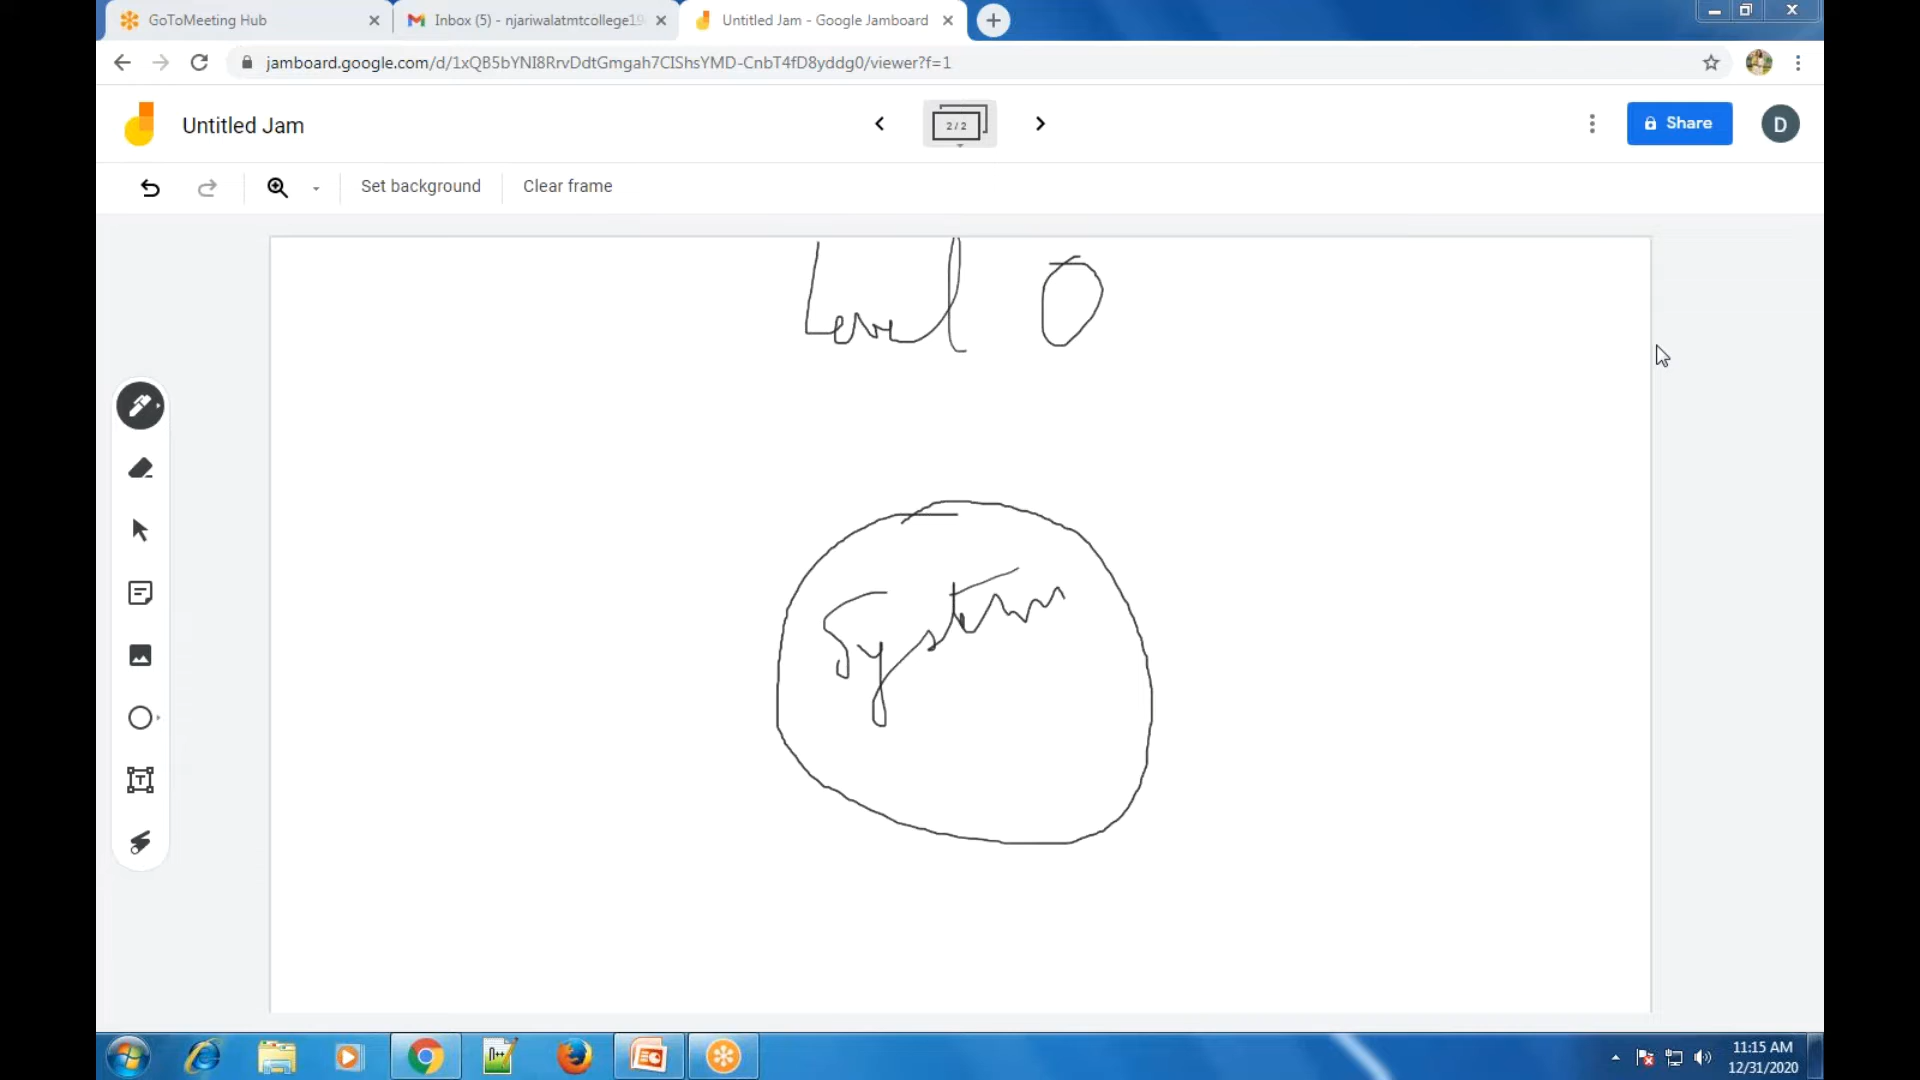 GoToMeeting Hub
Inbox (5) - njariwalatmtcollege19
Untitled Jam - Google Jamboard
jamboard.google.com/d/1xQB5bYNI8RrvDdtGmgah7CIShsYMD-CnbT4fD8yddg0/viewer?f=1
Untitled Jam
2 / 2
Share
D
Set background
Clear frame
Level 0
System
11:15 AM
12/31/2020